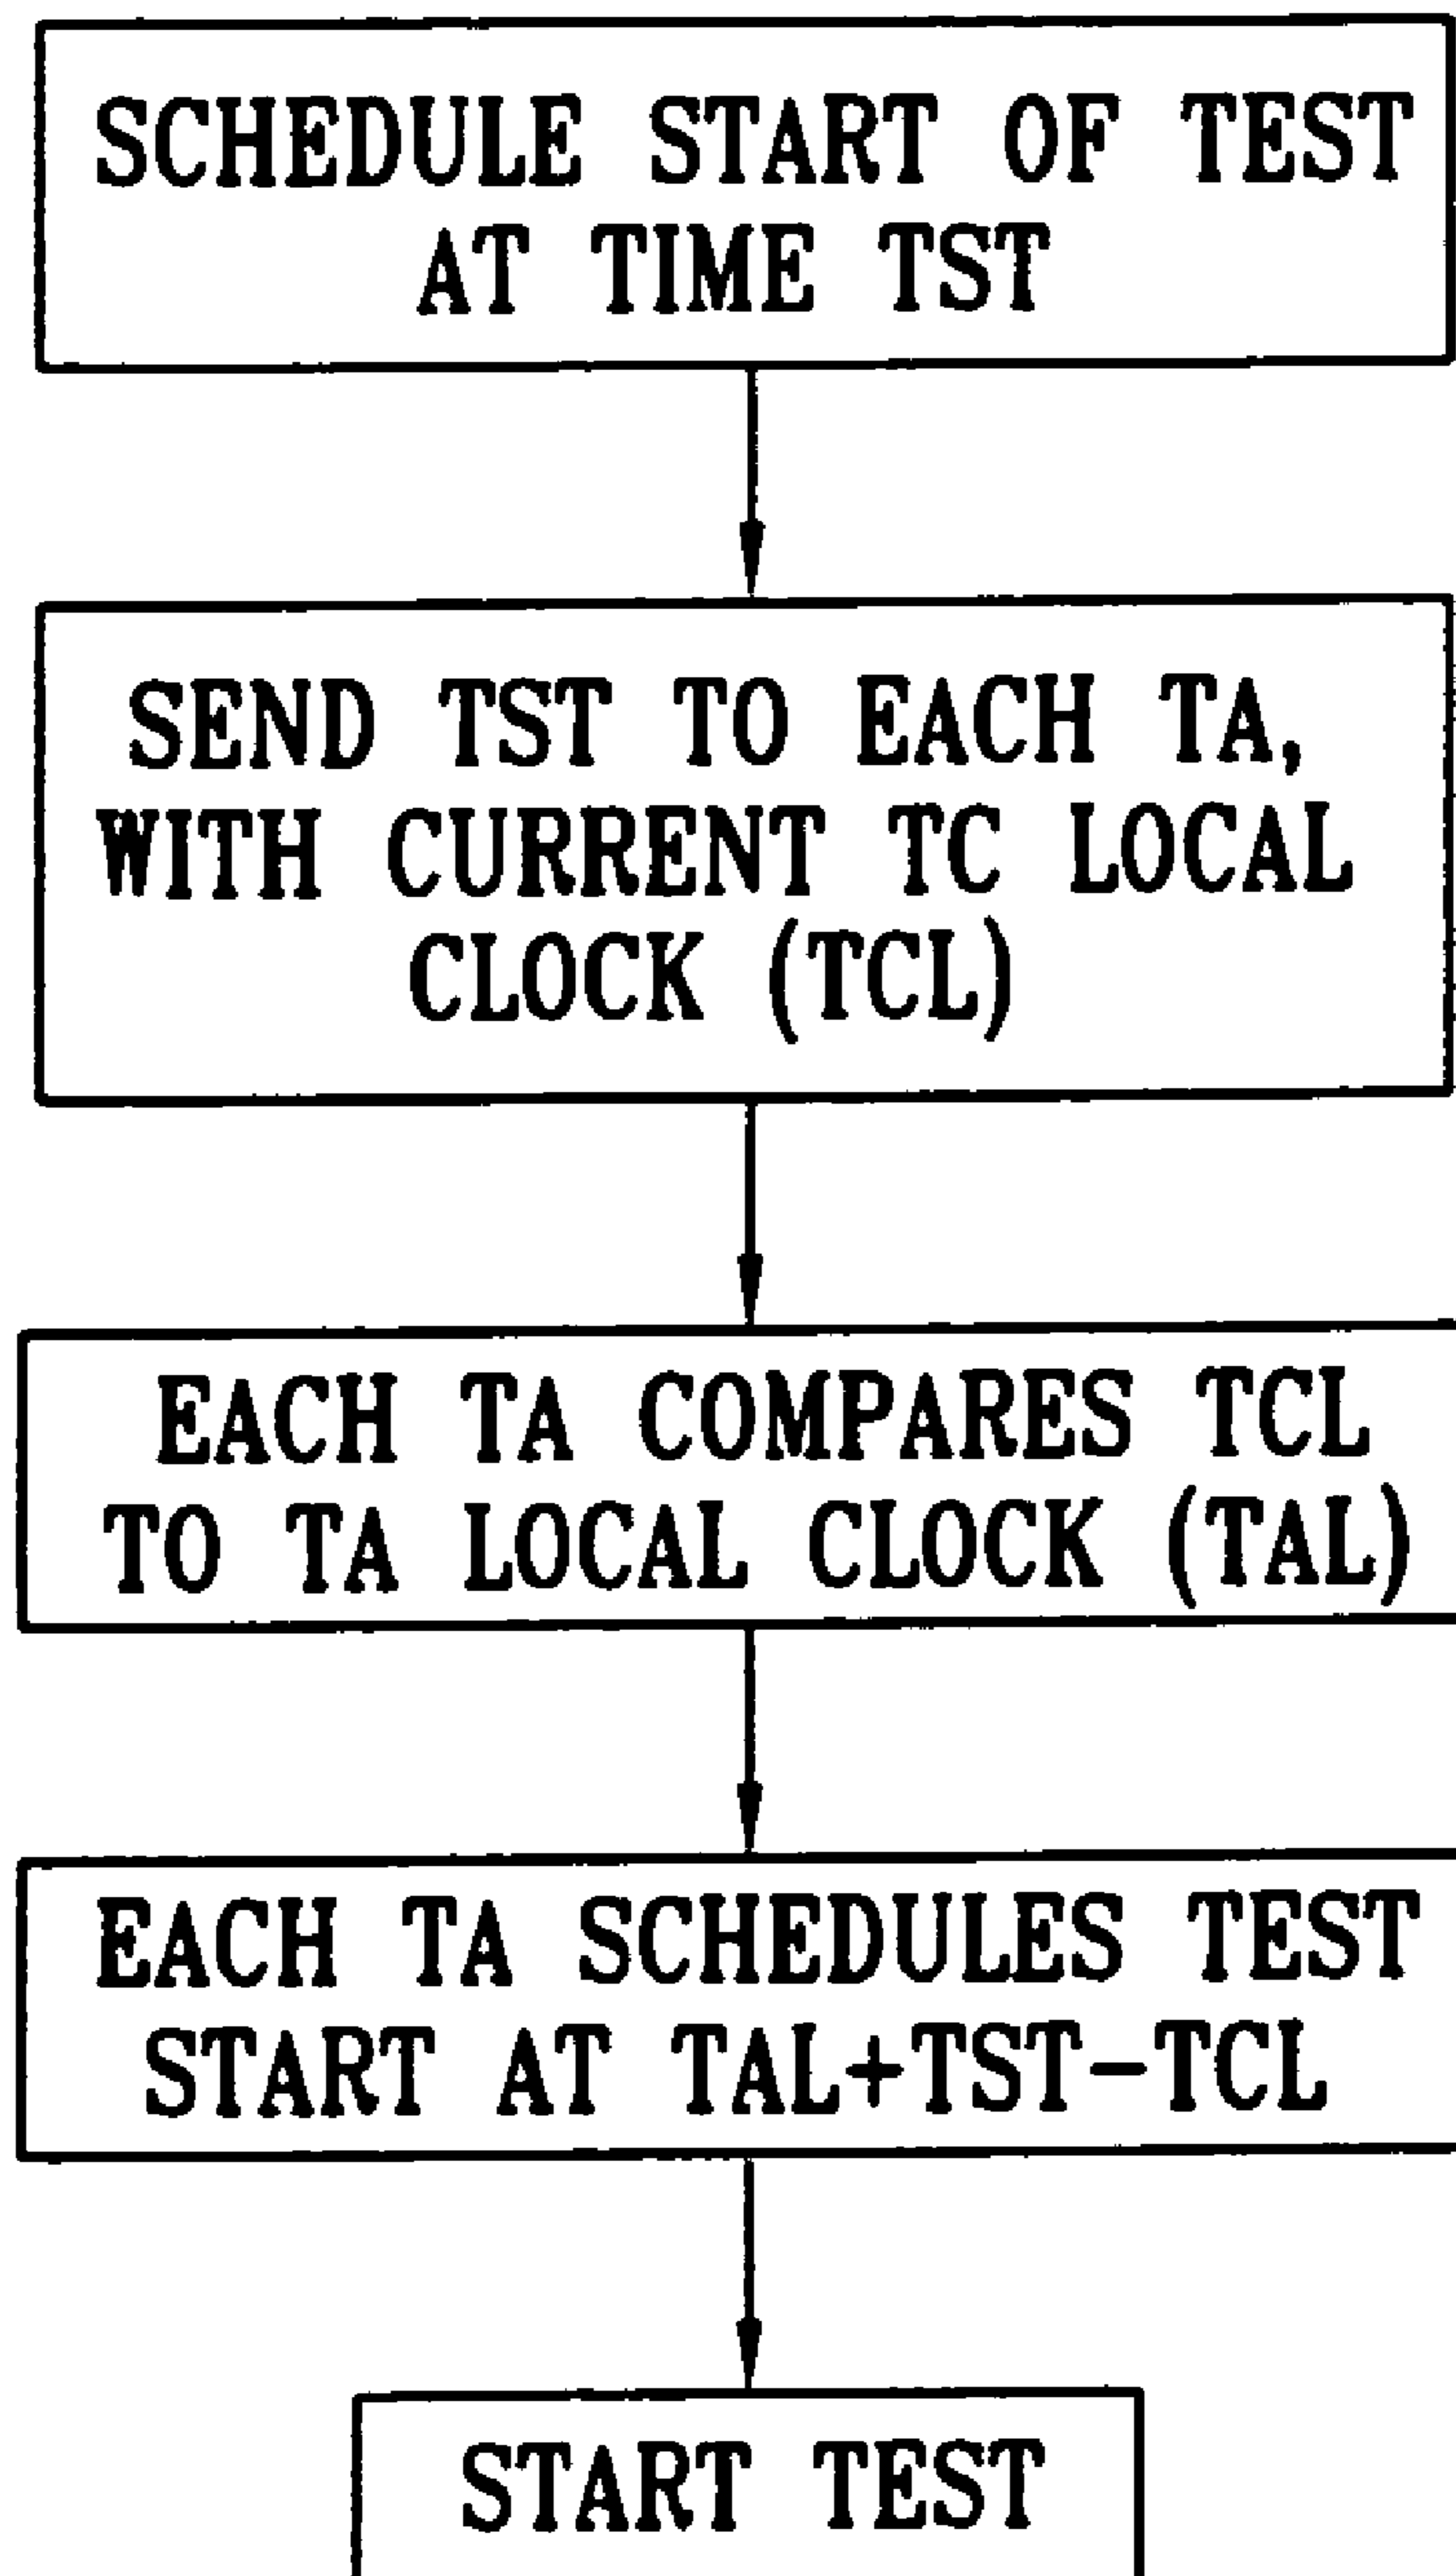 SCHEDULE START OF TEST
AT TIME TST
SEND TST TO EACH TA,
WITH CURRENT TC LOCAL
CLOCK (TCL)
EACH TA COMPARES TCL
TO TA LOCAL CLOCK (TAL)
EACH TA SCHEDULES TEST
START AT TAL+TST-TCL
START TEST